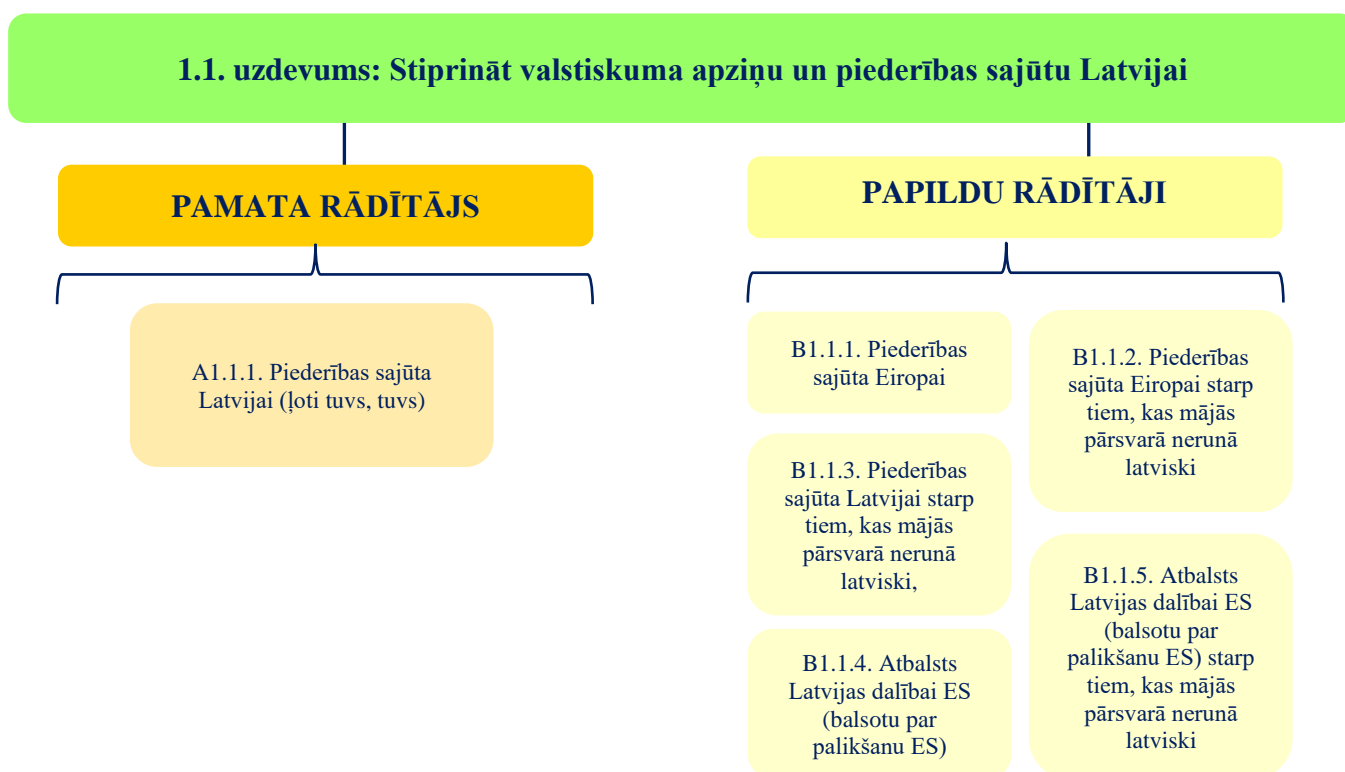 1.1. uzdevums: Stiprināt valstiskuma apziņu un piederības sajūtu Latvijai
PAMATA RĀDĪTĀJS
A1.1.1. Piederības sajūta
Latvijai (ļoti tuvs, tuvs)
PAPILDU RĀDĪTĀJI
B1.1.1. Piederības
sajūta Eiropai
B1.1.2. Piederības
sajūta Eiropai starp
tiem, kas mājās
pārsvarā nerunā
latviski
B1.1.3. Piederības
sajūta Latvijai starp
tiem, kas mājās
pārsvarā nerunā
latviski,
B1.1.4. Atbalsts
Latvijas dalībai ES
(balsotu par
palikšanu ES)
B1.1.5. Atbalsts
Latvijas dalībai ES
(balsotu par
palikšanu ES) starp
tiem, kas mājās
pārsvarā nerunā
latviski